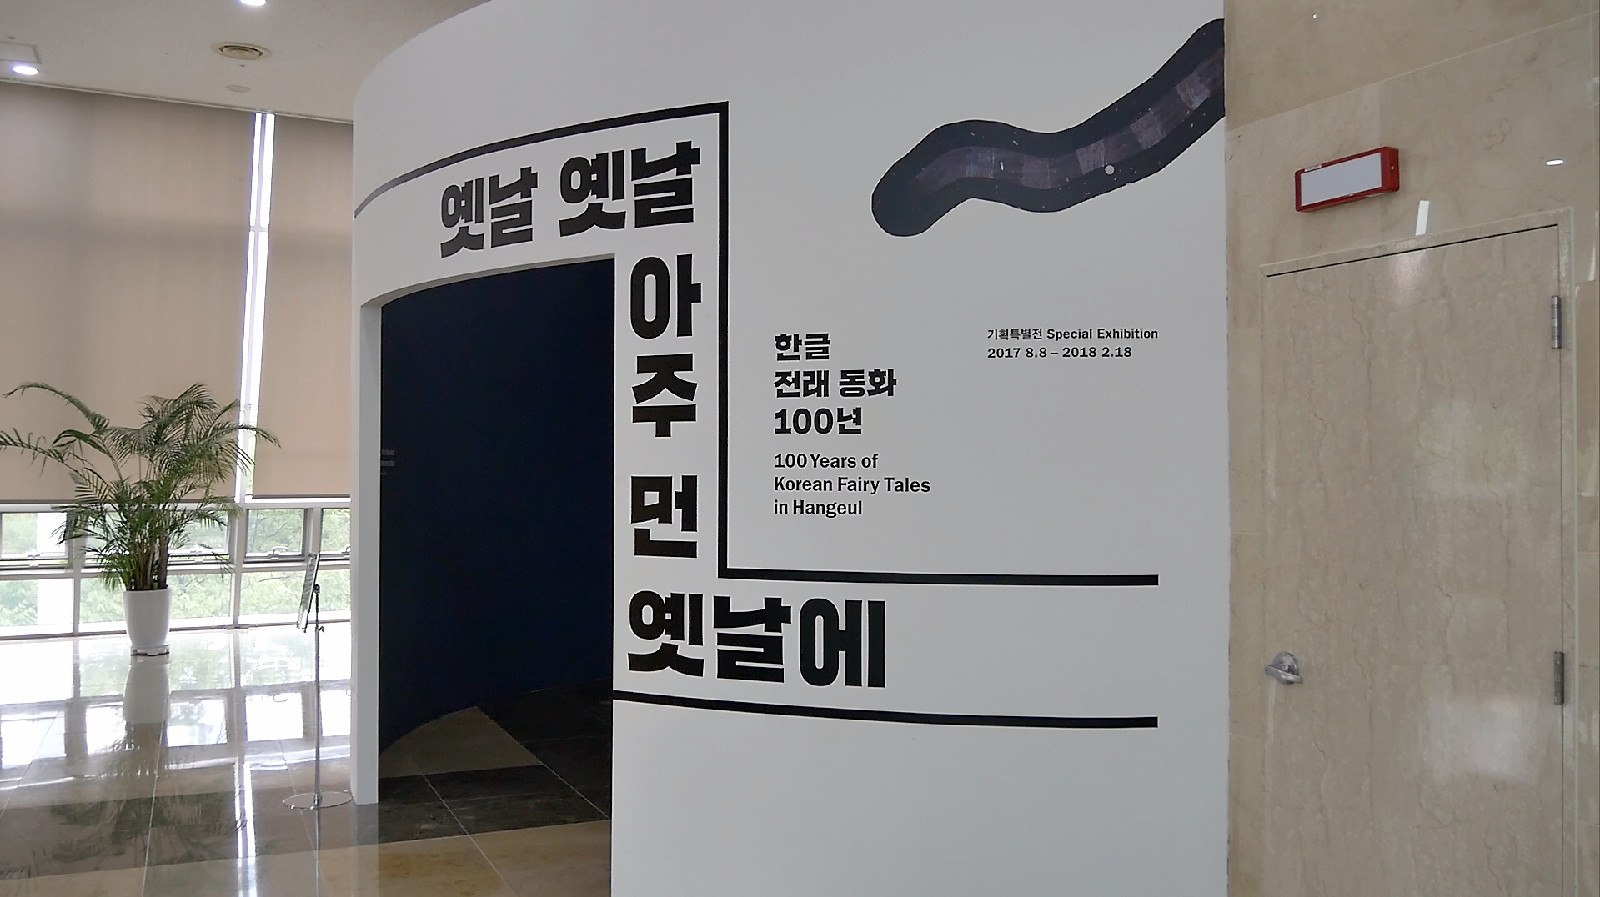 옛날 옛날
아
주
먼
옛날에
한글
전래 동화
100년
100 Years of
Korean Fairy Tales
in Hangeul
기획특별전 Special Exhibition
2017 8.8 – 2018 2.18